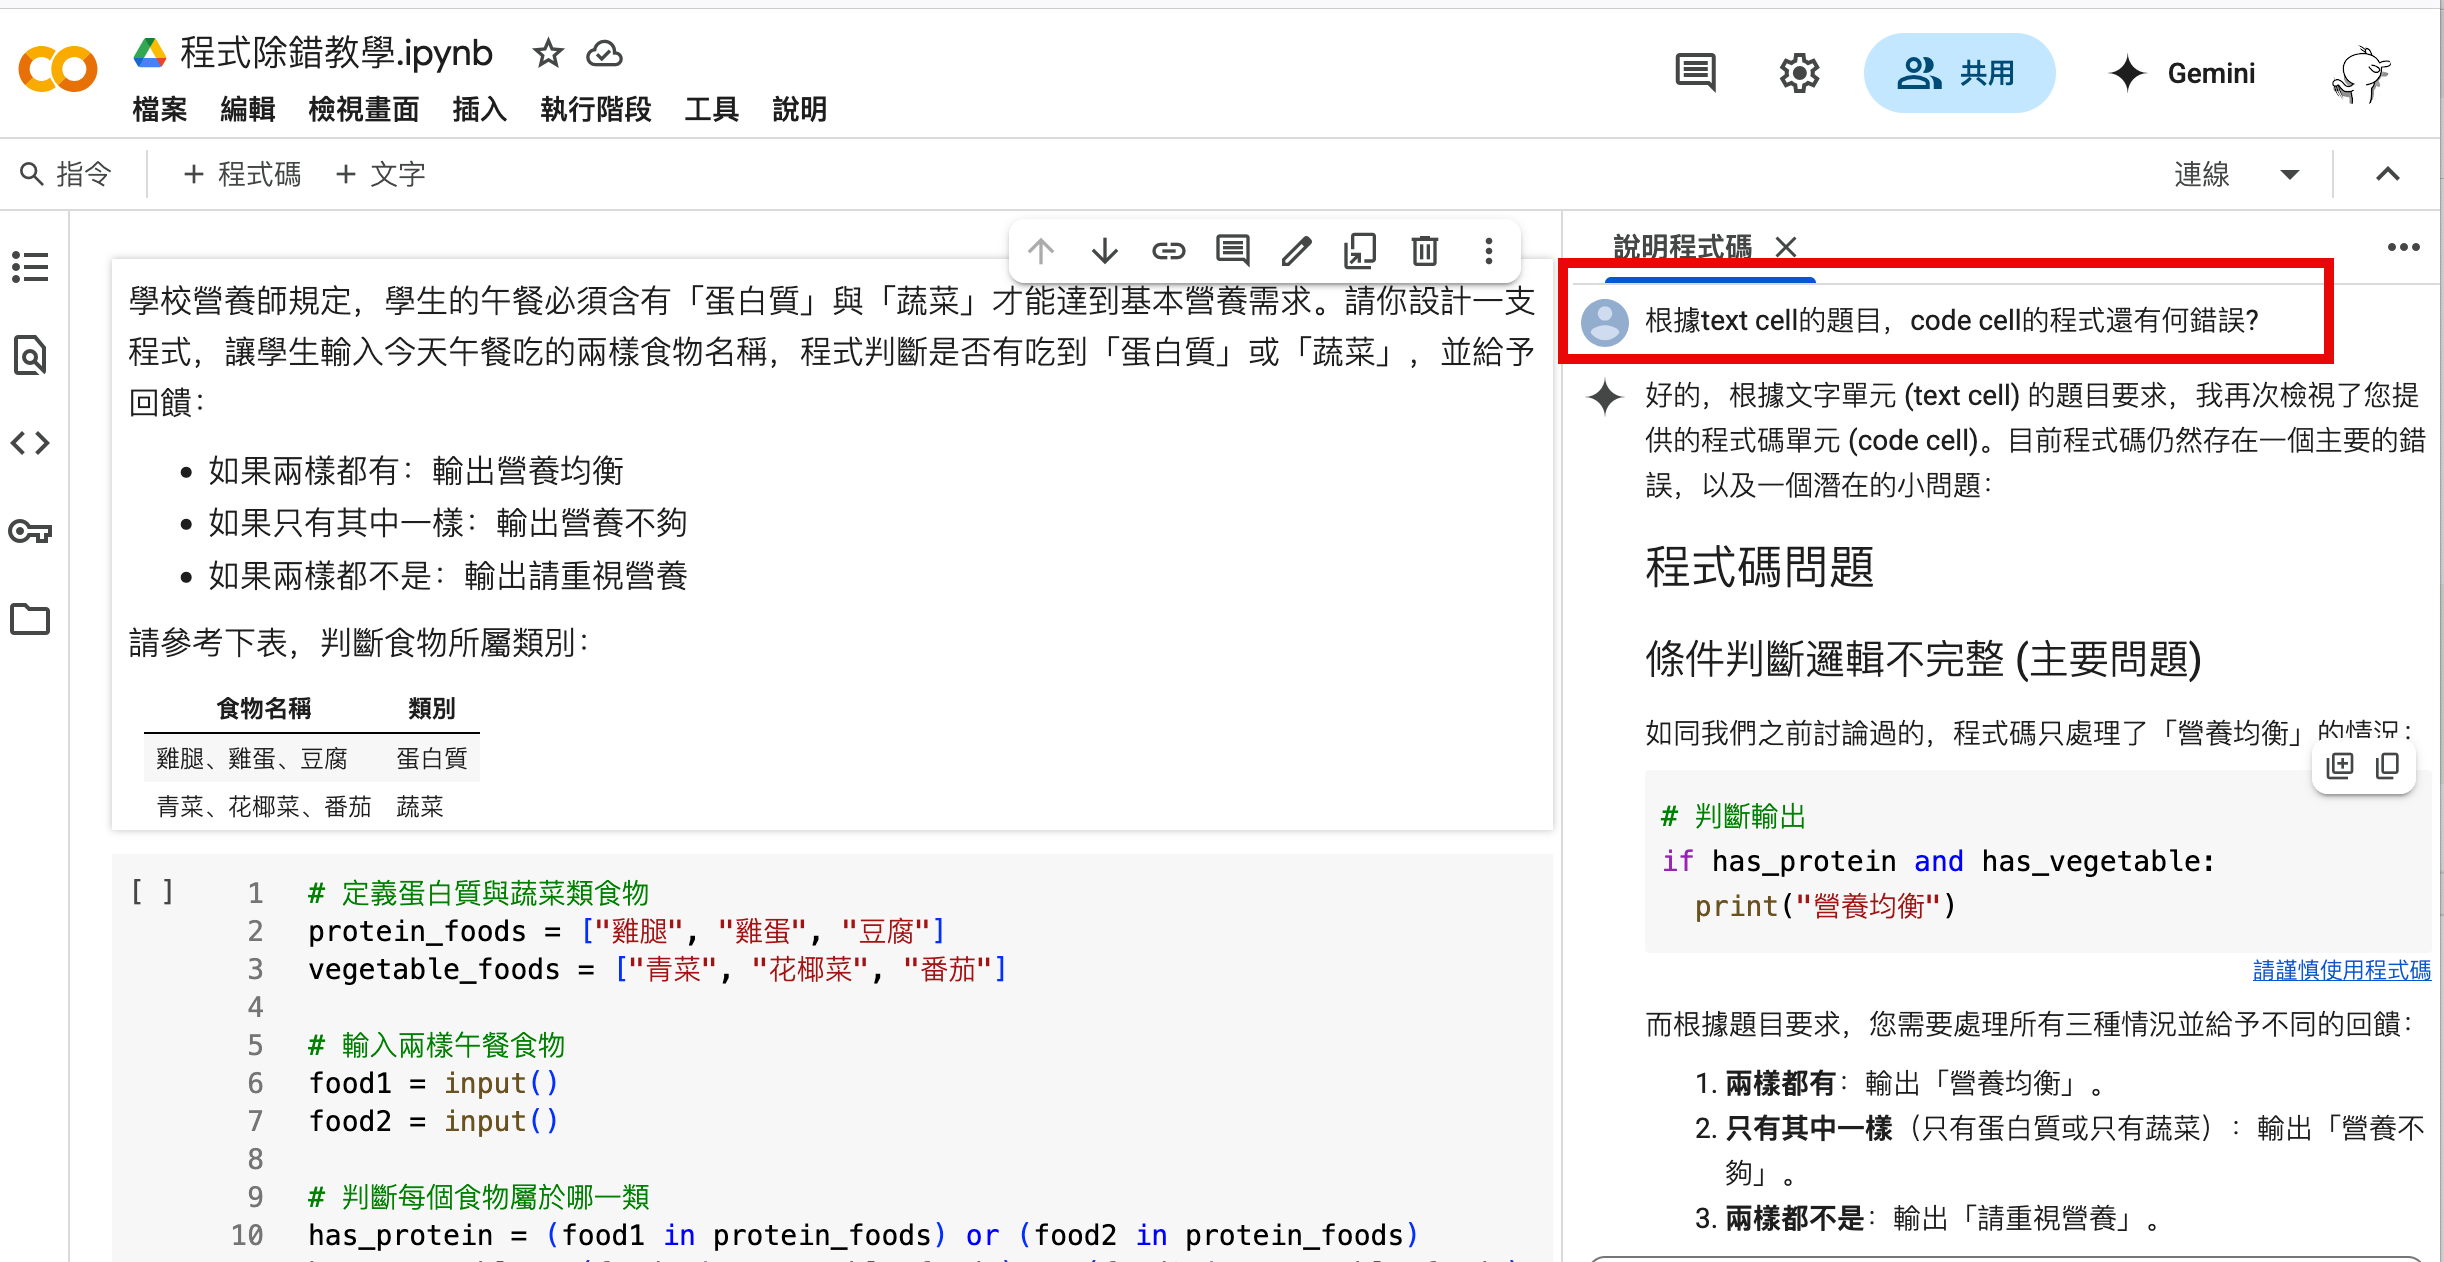 程式除錯教學.ipynb
檔案 編輯 檢視畫面 插入 執行階段 工具 說明
共用
Gemini
指令
+ 程式碼 + 文字
連線
學校營養師規定，學生的午餐必須含有「蛋白質」與「蔬菜」才能達到基本營養需求。請你設計一支
程式，讓學生輸入今天午餐吃的兩樣食物名稱，程式判斷是否有吃到「蛋白質」或「蔬菜」，並給予
回饋：
• 如果兩樣都有：輸出營養均衡
• 如果只有其中一樣：輸出營養不夠
• 如果兩樣都不是：輸出請重視營養
請參考下表，判斷食物所屬類別：
食物名稱 類別
雞腿、雞蛋、豆腐 蛋白質
青菜、花椰菜、番茄 蔬菜
[ ]
1 # 定義蛋白質與蔬菜類食物
2 protein_foods = ["雞腿", "雞蛋", "豆腐"]
3 vegetable_foods = ["青菜", "花椰菜", "番茄"]
4
5 # 輸入兩樣午餐食物
6 food1 = input()
7 food2 = input()
8
9 # 判斷每個食物屬於哪一類
10 has_protein = (food1 in protein_foods) or (food2 in protein_foods)
說明程式碼
根據text cell的題目，code cell的程式還有何錯誤?
好的，根據文字單元 (text cell) 的題目要求，我再次檢視了您提
供的程式碼單元 (code cell)。目前程式碼仍然存在一個主要的錯
誤，以及一個潛在的小問題：
程式碼問題
條件判斷邏輯不完整 (主要問題)
如同我們之前討論過的，程式碼只處理了「營養均衡」的情況：
# 判斷輸出
if has_protein and has_vegetable:
print("營養均衡")
請謹慎使用程式碼
而根據題目要求，您需要處理所有三種情況並給予不同的回饋：
1. 兩樣都有：輸出「營養均衡」。
2. 只有其中一樣（只有蛋白質或只有蔬菜）：輸出「營養不
夠」。
3. 兩樣都不是：輸出「請重視營養」。